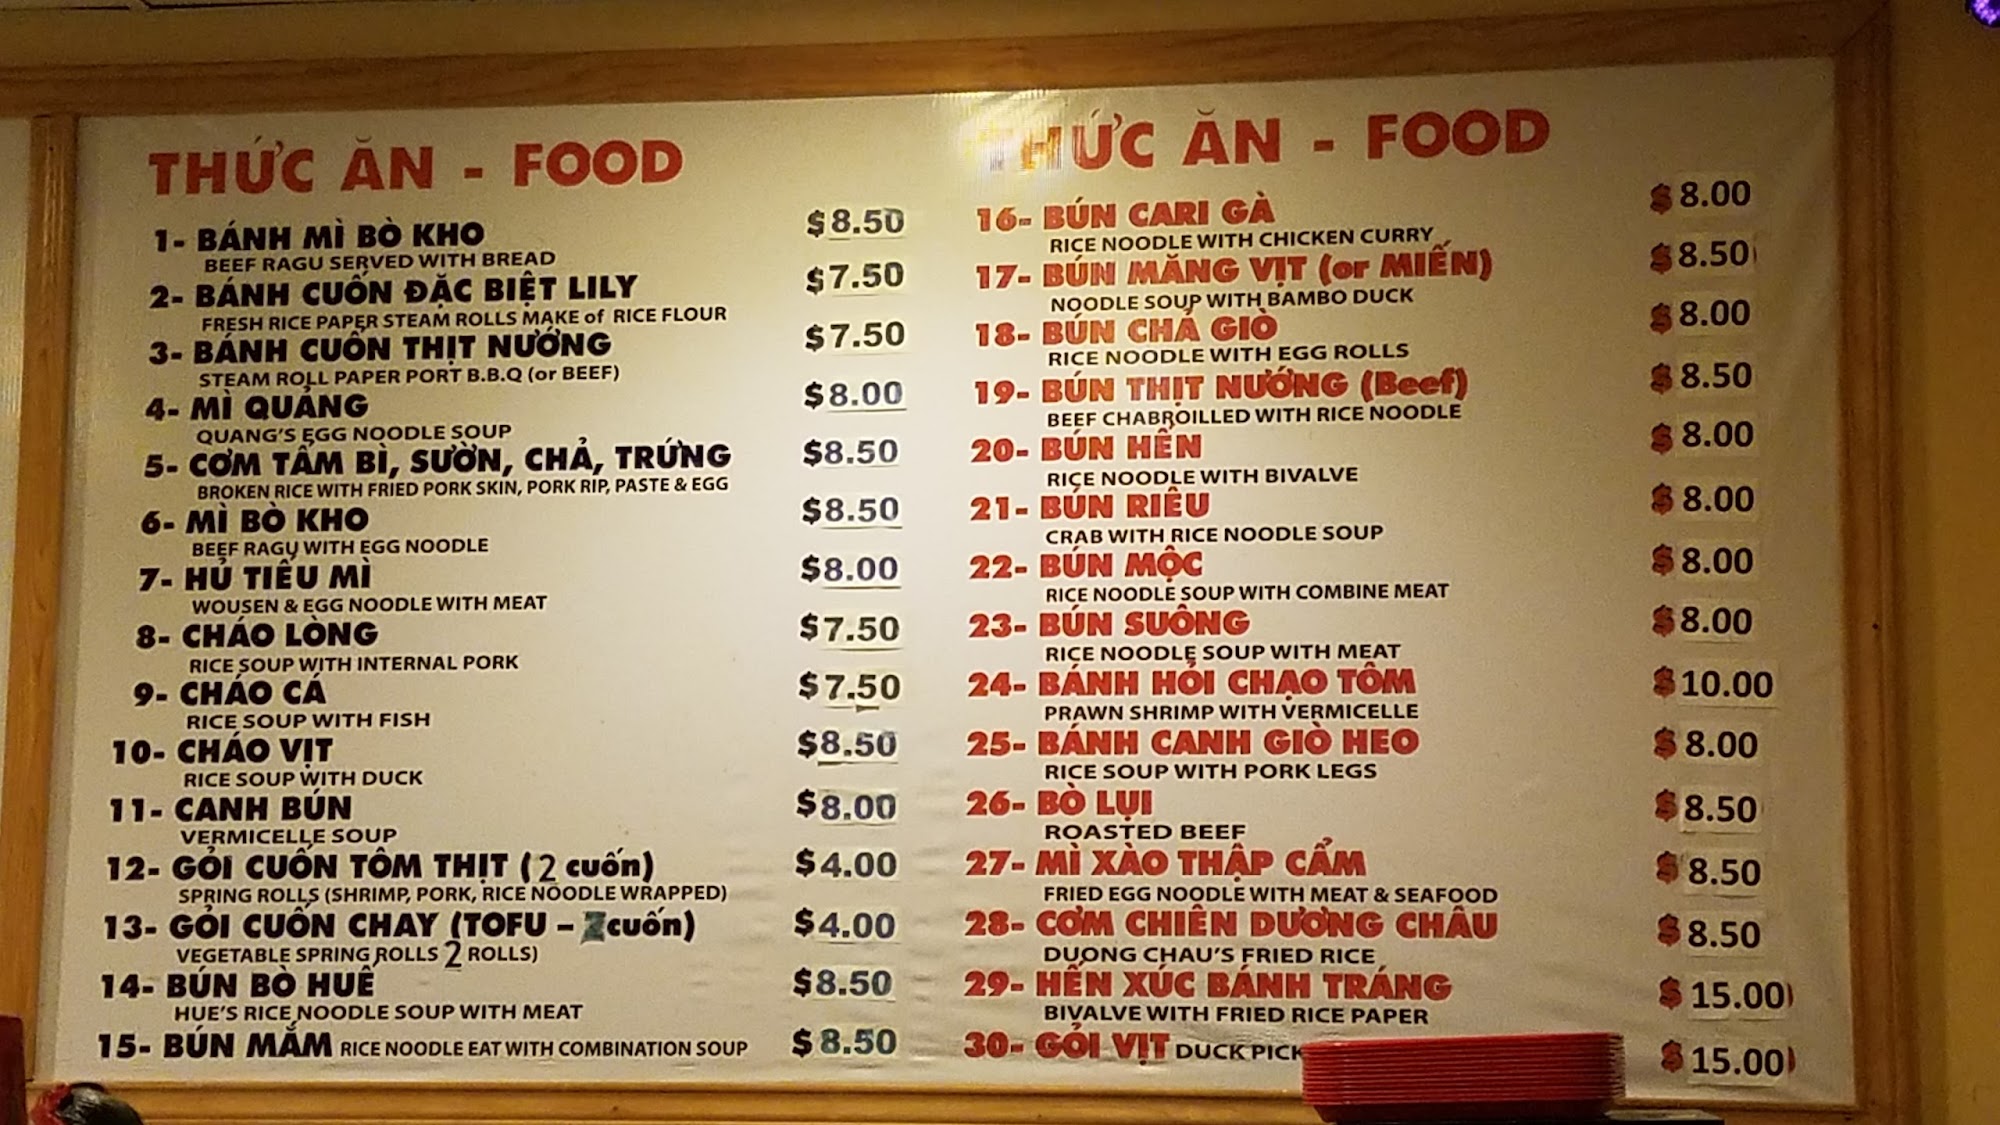 THỨC ĂN - FOOD
1- BÁNH MÌ BÒ KHO $8.50
BEEF RAGU SERVED WITH BREAD
2- BÁNH CUỐN ĐẶC BIỆT LILY $7.50
FRESH RICE PAPER STEAM ROLLS MAKE of RICE FLOUR
3- BÁNH CUỐN THỊT NƯỚNG $7.50
STEAM ROLL PAPER PORT B.B.Q (or BEEF)
4- MÌ QUẢNG $8.00
QUANG'S EGG NOODLE SOUP
5- CƠM TẤM BÌ, SƯỜN, CHẢ, TRỨNG $8.50
BROKEN RICE WITH FRIED PORK SKIN, PORK RIP, PASTE & EGG
6- MÌ BÒ KHO $8.50
BEEF RAGU WITH EGG NOODLE
7- HỦ TIẾU MÌ $8.00
WOUSEN & EGG NOODLE WITH MEAT
8- CHÁO LÒNG $7.50
RICE SOUP WITH INTERNAL PORK
9- CHÁO CÁ $7.50
RICE SOUP WITH FISH
10- CHÁO VỊT $8.50
RICE SOUP WITH DUCK
11- CANH BÚN $8.00
VERMICELLE SOUP
12- GỎI CUỐN TÔM THỊT (2 cuốn) $4.00
SPRING ROLLS (SHRIMP, PORK, RICE NOODLE WRAPPED)
13- GỎI CUỐN CHAY (TOFU - 2 cuốn) $4.00
VEGETABLE SPRING ROLLS 2 ROLLS)
14- BÚN BÒ HUẾ $8.50
HUE'S RICE NOODLE SOUP WITH MEAT
15- BÚN MẮM RICE NOODLE EAT WITH COMBINATION SOUP $8.50
THỨC ĂN - FOOD
16- BÚN CARI GÀ $8.00
RICE NOODLE WITH CHICKEN CURRY
17- BÚN MĂNG VỊT (or MIẾN) $8.50
NOODLE SOUP WITH BAMBO DUCK
18- BÚN CHẢ GIÒ $8.00
RICE NOODLE WITH EGG ROLLS
19- BÚN THỊT NƯỚNG (Beef) $8.50
BEEF CHABROILLED WITH RICE NOODLE
20- BÚN HẾN $8.00
RICE NOODLE WITH BIVALVE
21- BÚN RIÊU $8.00
CRAB WITH RICE NOODLE SOUP
22- BÚN MỘC $8.00
RICE NOODLE SOUP WITH COMBINE MEAT
23- BÚN SUÔNG $8.00
RICE NOODLE SOUP WITH MEAT
24- BÁNH HỎI CHẠO TÔM $10.00
PRAWN SHRIMP WITH VERMICELLE
25- BÁNH CANH GIÒ HEO $8.00
RICE SOUP WITH PORK LEGS
26- BÒ LỤI $8.50
ROASTED BEEF
27- MÌ XÀO THẬP CẨM $8.50
FRIED EGG NOODLE WITH MEAT & SEAFOOD
28- CƠM CHIÊN DƯƠNG CHÂU $8.50
DUONG CHAU'S FRIED RICE
29- HẾN XÚC BÁNH TRÁNG $15.00
BIVALVE WITH FRIED RICE PAPER
30- GỎI VỊT DUCK $15.00